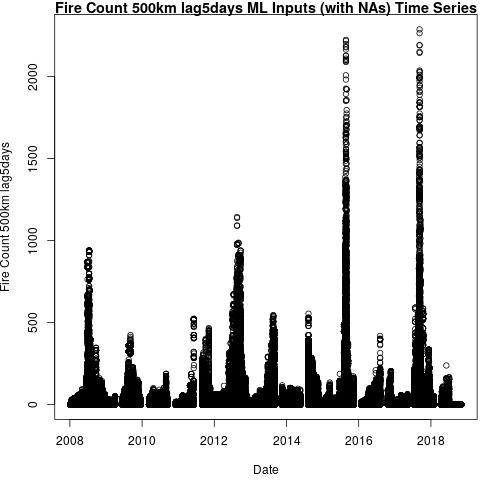 Fire Count 500km lag5days ML Inputs (with NAs) Time Series
Fire Count 500km lag5days
2000
1500
1000
500
0
2008 2010 2012 2014 2016 2018
Date